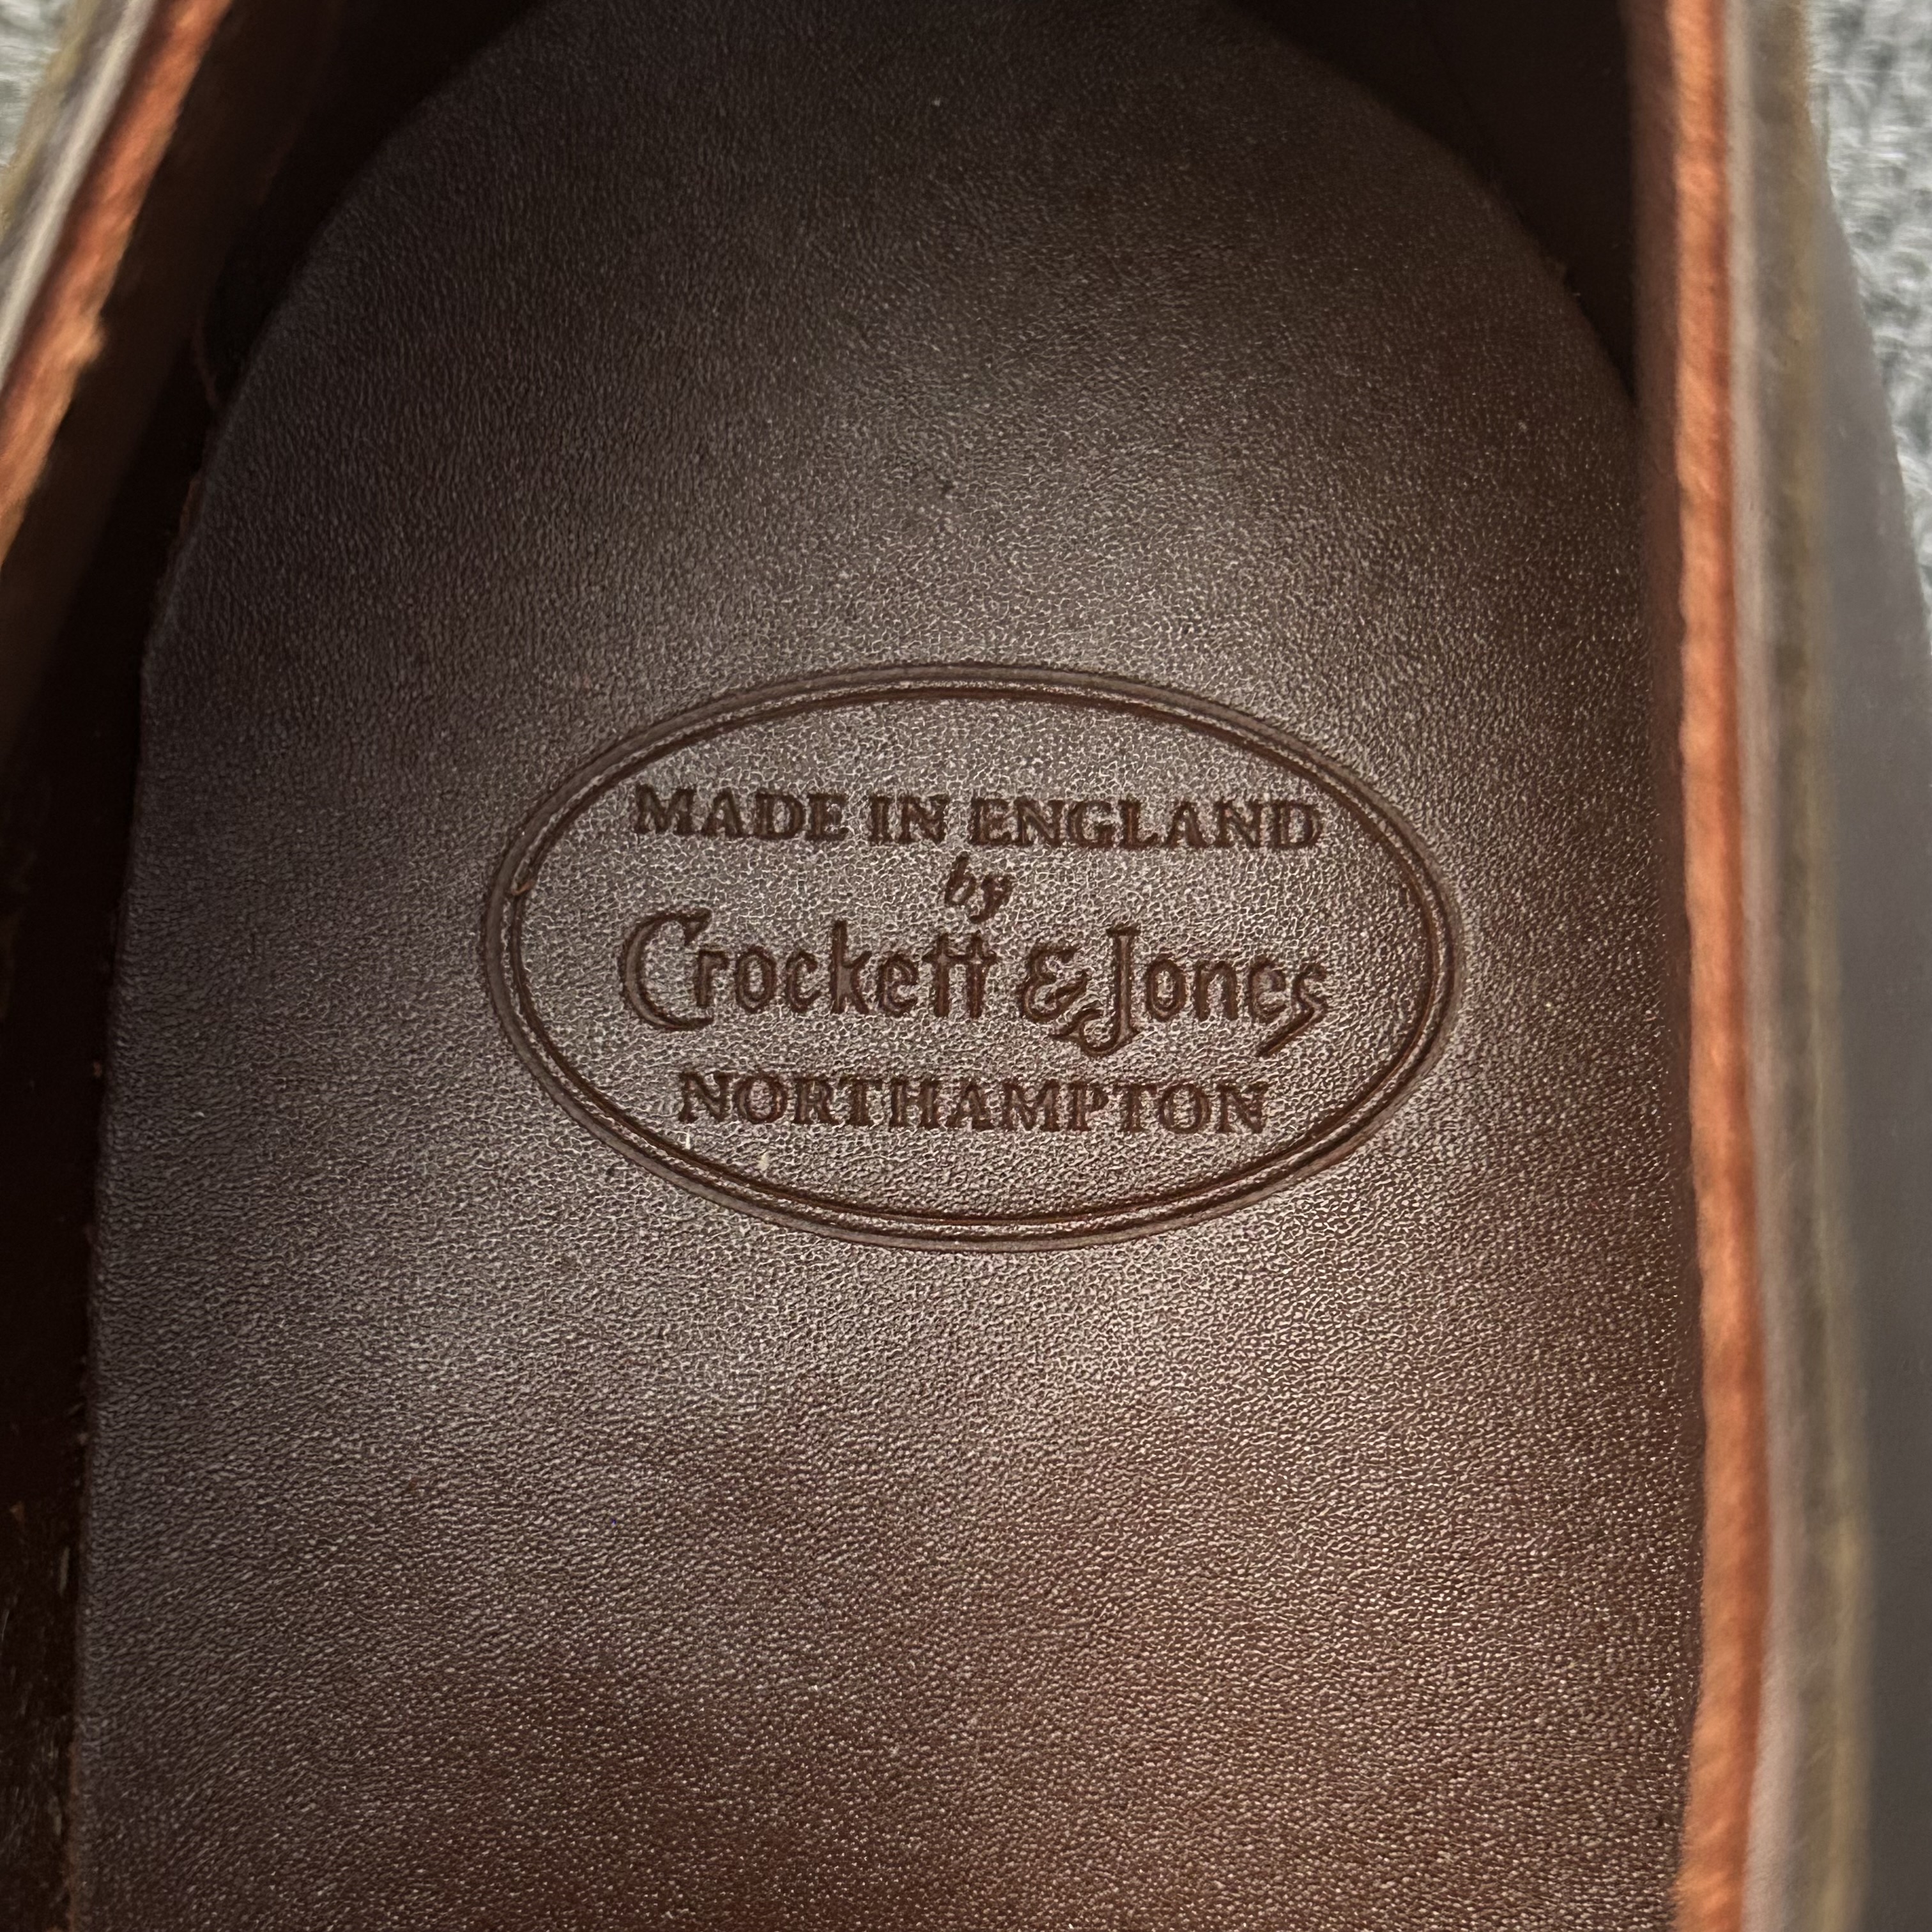 MADE IN ENGLAND
by
Crockett & Jones
NORTHAMPTON